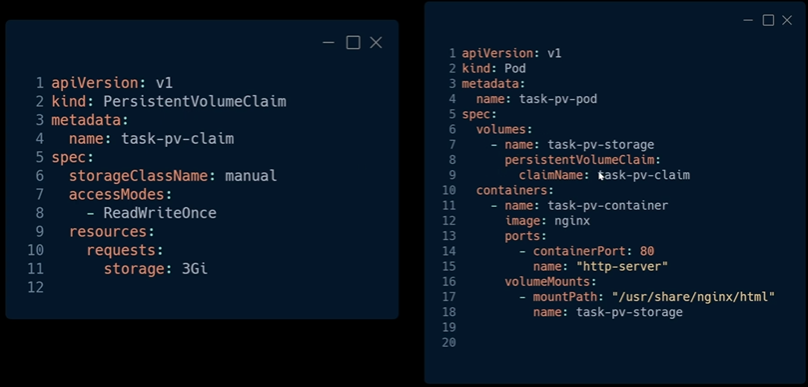 1 apiVersion: v1
2 kind: PersistentVolumeClaim
3 metadata:
4   name: task-pv-claim
5 spec:
6   storageClassName: manual
7   accessModes:
8     - ReadWriteOnce
9   resources:
10     requests:
11       storage: 3Gi
12
1 apiVersion: v1
2 kind: Pod
3 metadata:
4   name: task-pv-pod
5 spec:
6   volumes:
7     - name: task-pv-storage
8       persistentVolumeClaim:
9         claimName: task-pv-claim
10   containers:
11     - name: task-pv-container
12       image: nginx
13       ports:
14         - containerPort: 80
15           name: "http-server"
16       volumeMounts:
17         - mountPath: "/usr/share/nginx/html"
18           name: task-pv-storage
19
20